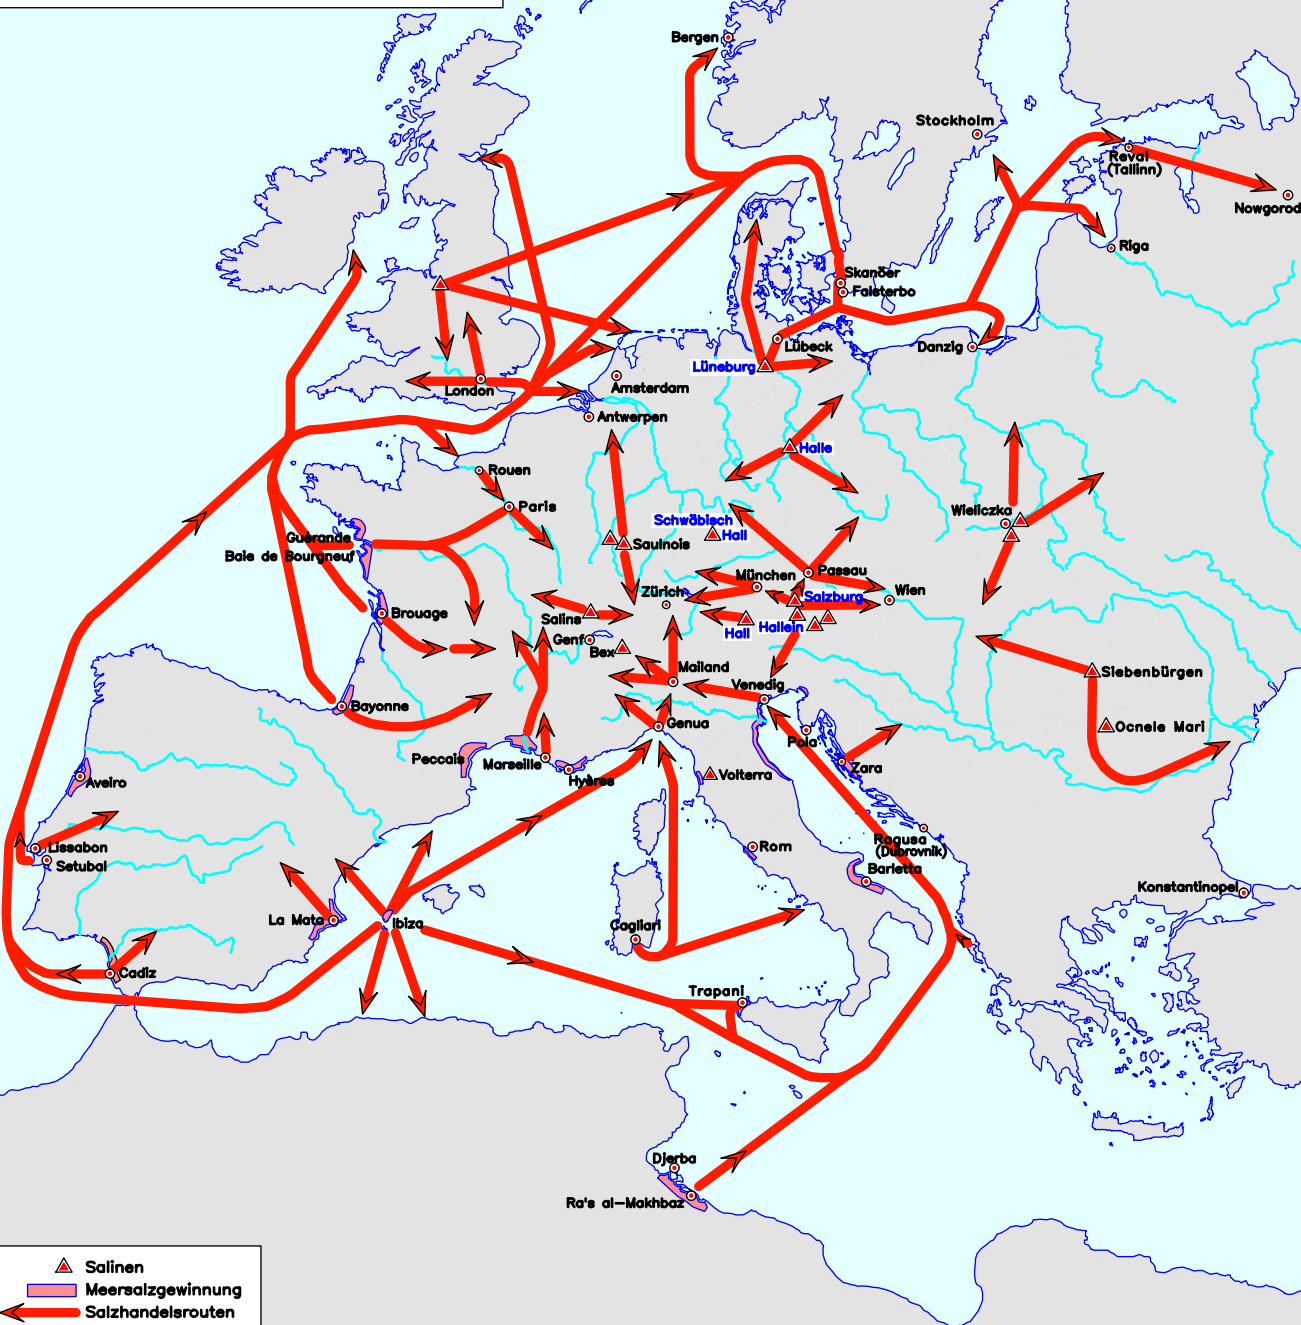 Bergen
Stockholm
Reval
(Tallinn)
Nowgorod
Riga
Skanöer
Falsterbo
Lübeck
Danzig
Lüneburg
Amsterdam
London
Antwerpen
Halle
Rouen
Paris
Wieliczka
Schwäbisch
Hall
Guèrande
Saulnois
Baie de Bourgneuf
München
Passau
Zürich
Salzburg
Wien
Brouage
Salins
Hallein
Hall
Genf
Bex
Mailand
Siebenbürgen
Venedig
Bayonne
Genua
Ocnele Mari
Pola
Peccais
Marseille
Zara
Volterra
Hyères
Aveiro
Ragusa
(Dubrovnik)
Lissabon
Rom
Setubal
Barletta
Konstantinopel
La Mata
Ibiza
Cagliari
Cadiz
Trapani
Djerba
Ra's al-Makhbaz
Salinen
Meersalzgewinnung
Salzhandelsrouten